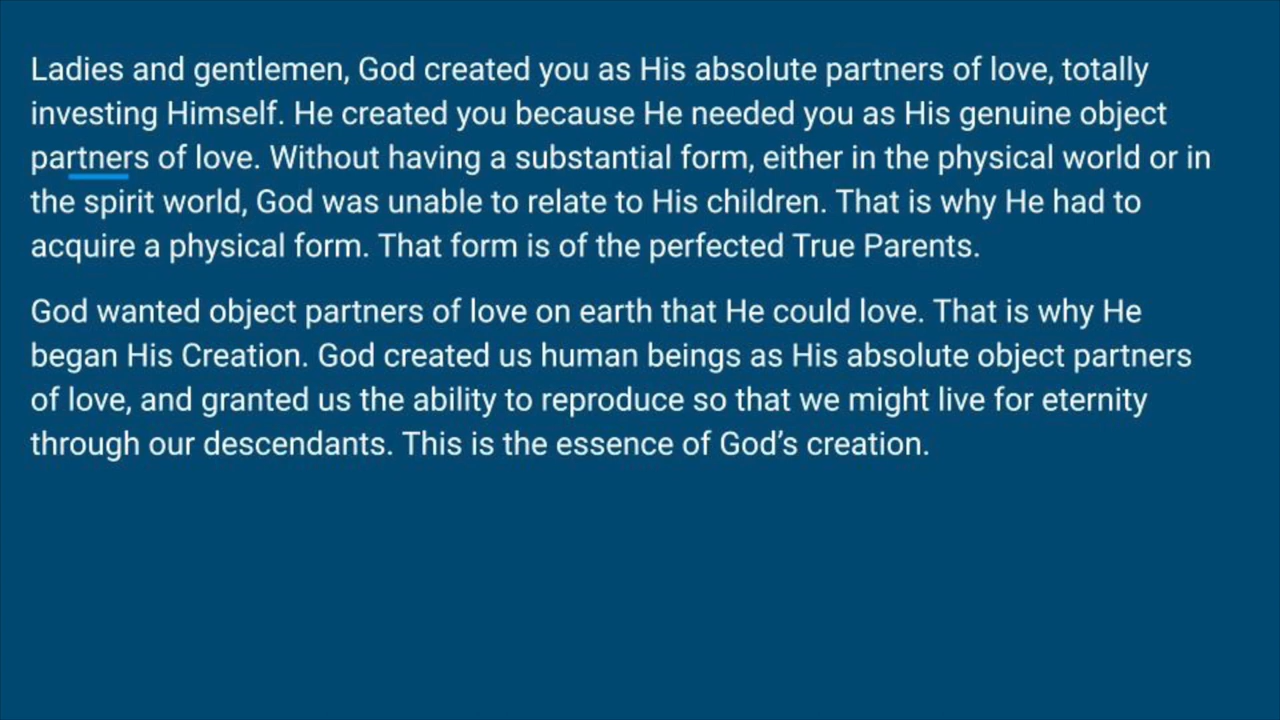 Ladies and gentlemen, God created you as His absolute partners of love, totally
investing Himself. He created you because He needed you as His genuine object
partners of love. Without having a substantial form, either in the physical world or in
the spirit world, God was unable to relate to His children. That is why He had to
acquire a physical form. That form is of the perfected True Parents.
God wanted object partners of love on earth that He could love. That is why He
began His Creation. God created us human beings as His absolute object partners
of love, and granted us the ability to reproduce so that we might live for eternity
through our descendants. This is the essence of God’s creation.